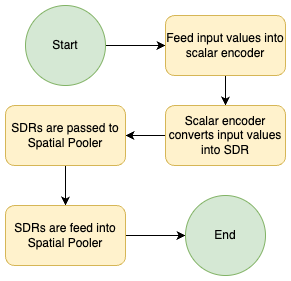 Start
Feed input values into
scalar encoder
Scalar encoder
converts input values
into SDR
SDRs are passed to
Spatial Pooler
SDRs are feed into
Spatial Pooler
End